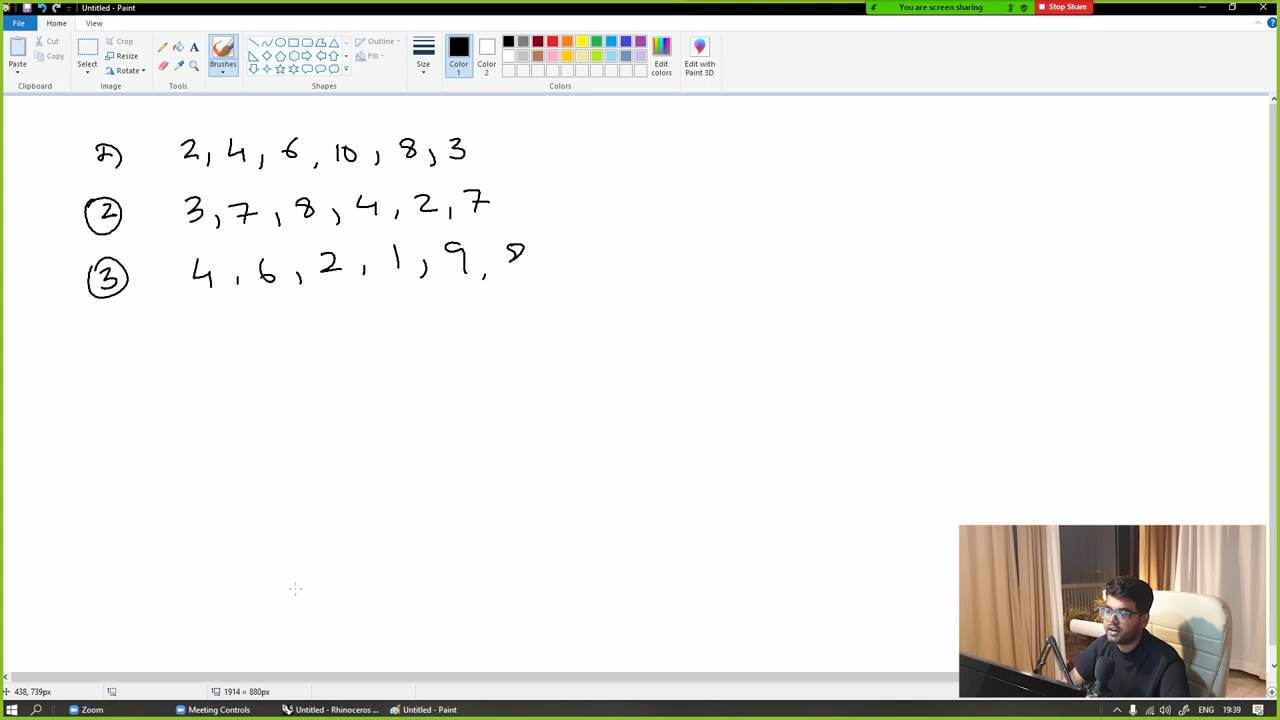 Untitled - Paint
You are screen sharing
Stop Share
File Home View
Paste
Cut
Copy
Clipboard
Select
Crop
Resize
Rotate
Image
Tools
Brushes
Outline
Fill
Shapes
Size
Color 1
Color 2
Edit colors
Edit with Paint 3D
Colors
2, 4, 6, 10, 8, 3
2 3, 7, 8, 4, 2, 7
3 4, 6, 2, 1, 9, 8
438, 739px
1914 × 880px
Zoom
Meeting Controls
Untitled - Rhinoceros ...
Untitled - Paint
ENG
19:39